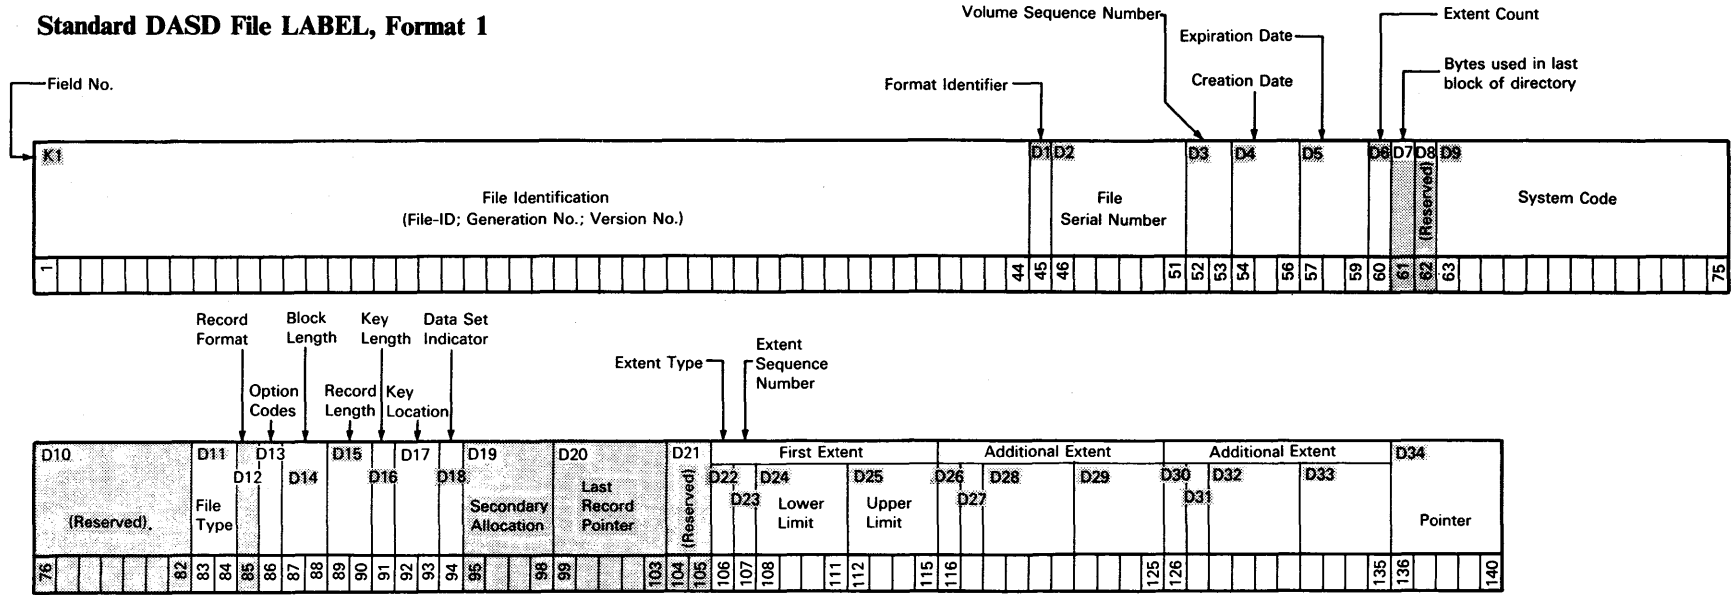 Standard DASD File LABEL, Format 1
Volume Sequence Number
Extent Count
Expiration Date
Field No.
Format Identifier
Creation Date
Bytes used in last
block of directory
K1 D1 D2 D3 D4 D5 D6 D7 D8 D9
File Identification
(File-ID; Generation No.; Version No.)
File
Serial Number
(Reserved)
System Code
1 44 45 46 51 52 53 54 56 57 59 60 61 62 63 75
Record
Format
Block
Length
Key
Length
Data Set
Indicator
Option
Codes
Record
Length
Key
Location
Extent Type
Extent
Sequence
Number
D10 D11 D13 D15 D17 D19 D20 D21 First Extent Additional Extent Additional Extent D34
D12 D14 D16 D18 D22 D24 D25 D26 D28 D29 D30 D32 D33
D23 D27 D31
(Reserved).
File
Type
Secondary
Allocation
Last
Record
Pointer
(Reserved)
Lower
Limit
Upper
Limit
Pointer
76 82 83 84 85 86 87 88 89 90 91 92 93 94 95 98 99 103 104 105 106 107 108 111 112 115 116 125 126 135 136 140